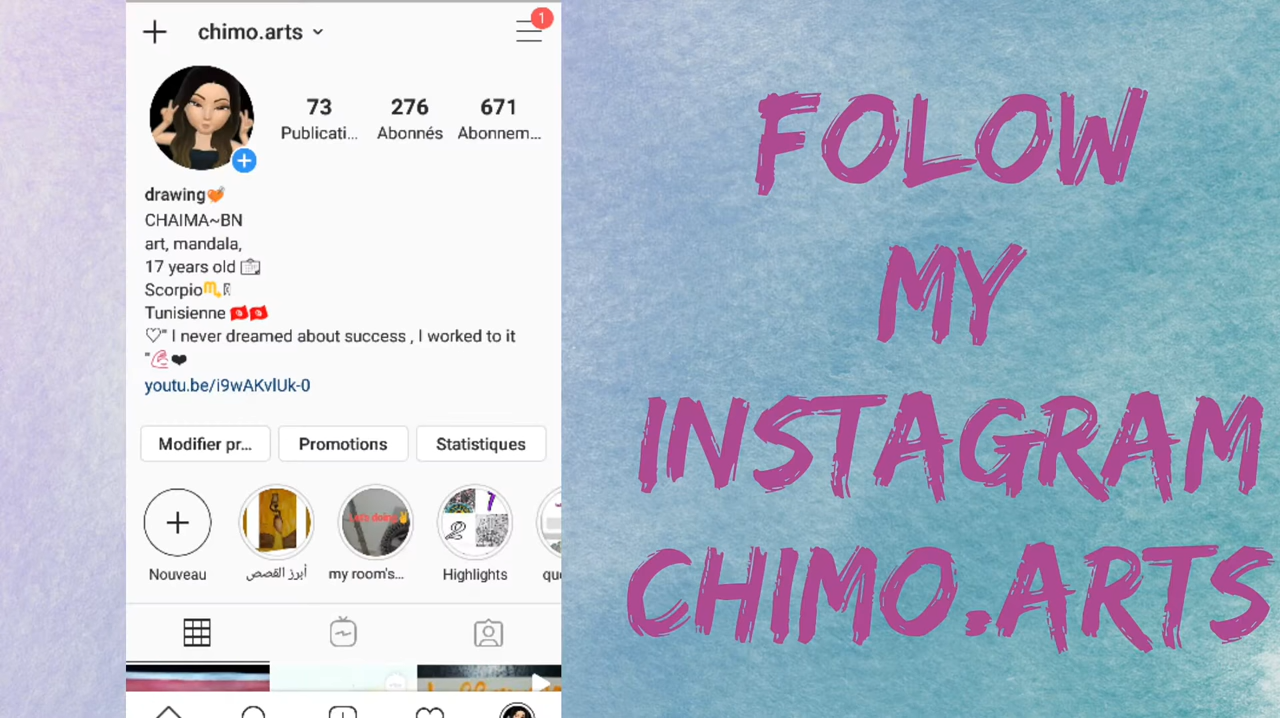 chimo.arts
1
73 276 671
Publicati... Abonnés Abonnem...
drawing💘
CHAIMA~BN
art, mandala,
17 years old
Scorpio♏
Tunisienne 🇹🇳🇹🇳
♡" I never dreamed about success , I worked to it
"💪❤
youtu.be/i9wAKvlUk-0
Modifier pr... Promotions Statistiques
Nouveau أبرز القصص my room's... Highlights
FOLOW
MY
INSTAGRAM
CHIMO.ARTS